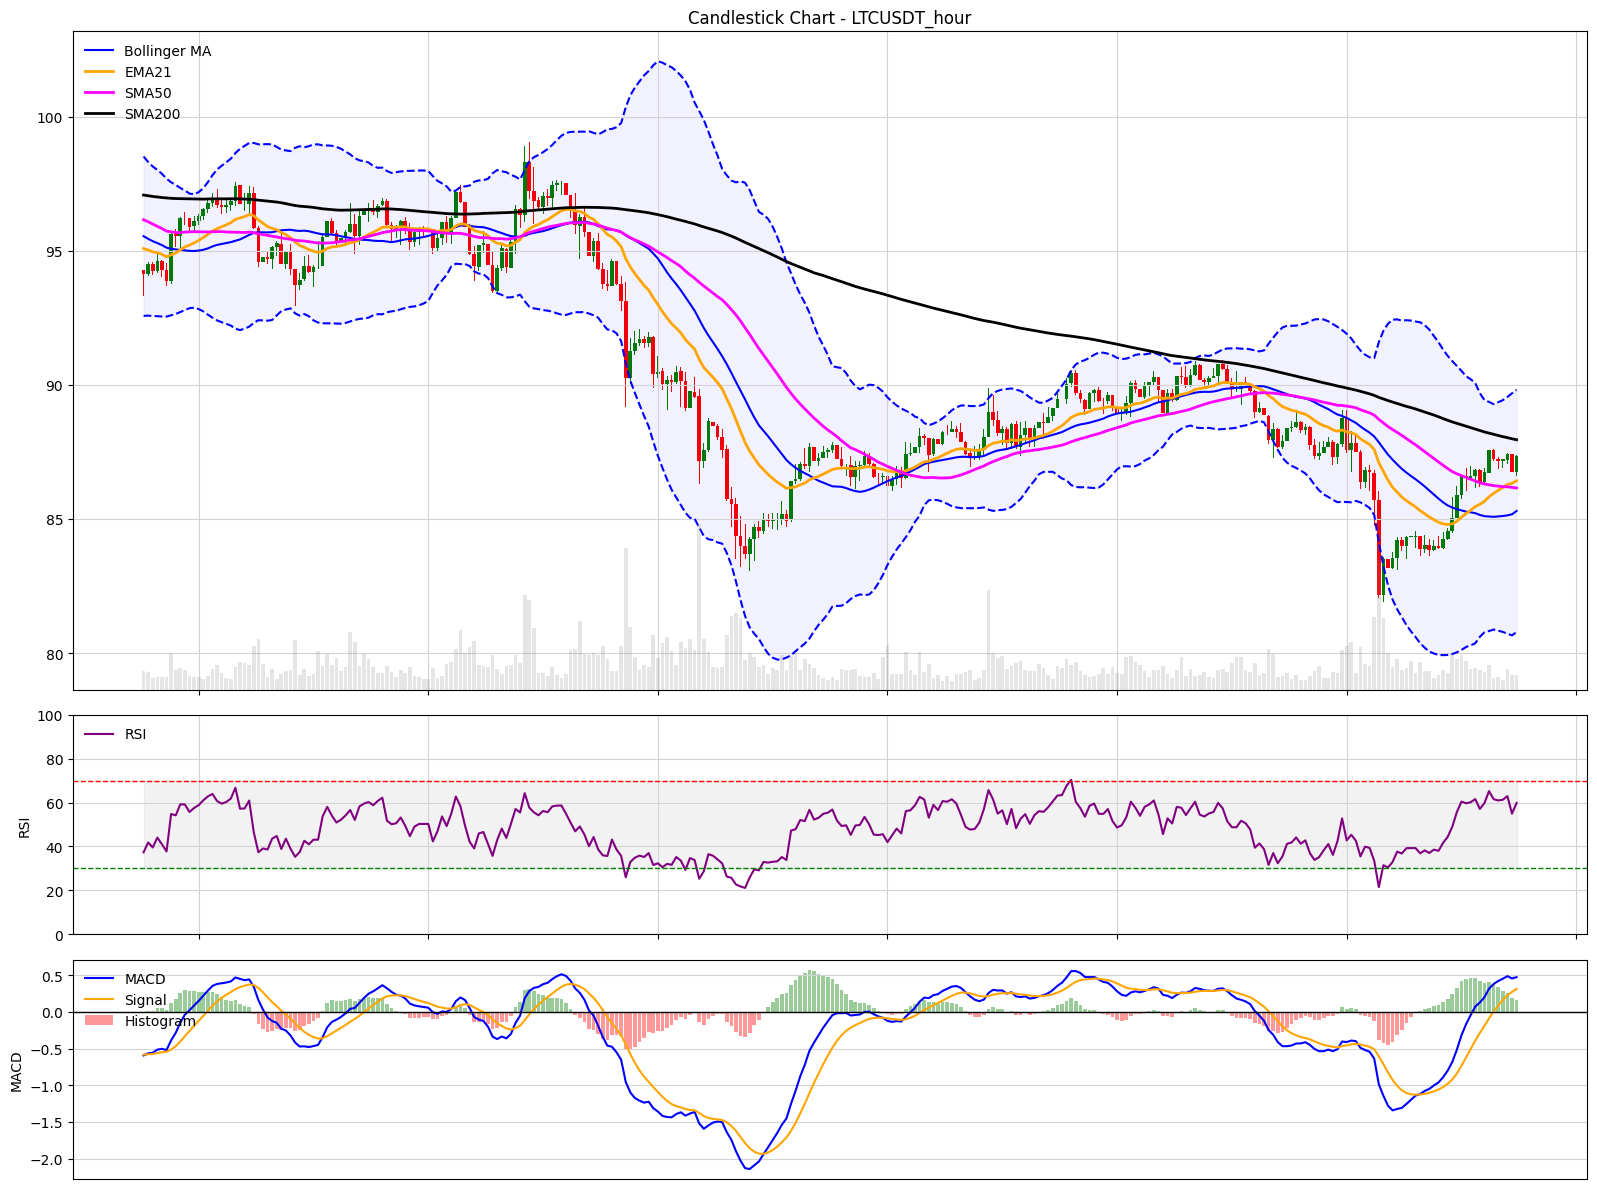 Candlestick Chart - LTCUSDT_hour
Bollinger MA
EMA21
SMA50
SMA200
100
95
90
85
80
RSI
100
80
60
40
20
0
RSI
MACD
Signal
Histogram
0.5
0.0
−0.5
−1.0
−1.5
−2.0
MACD